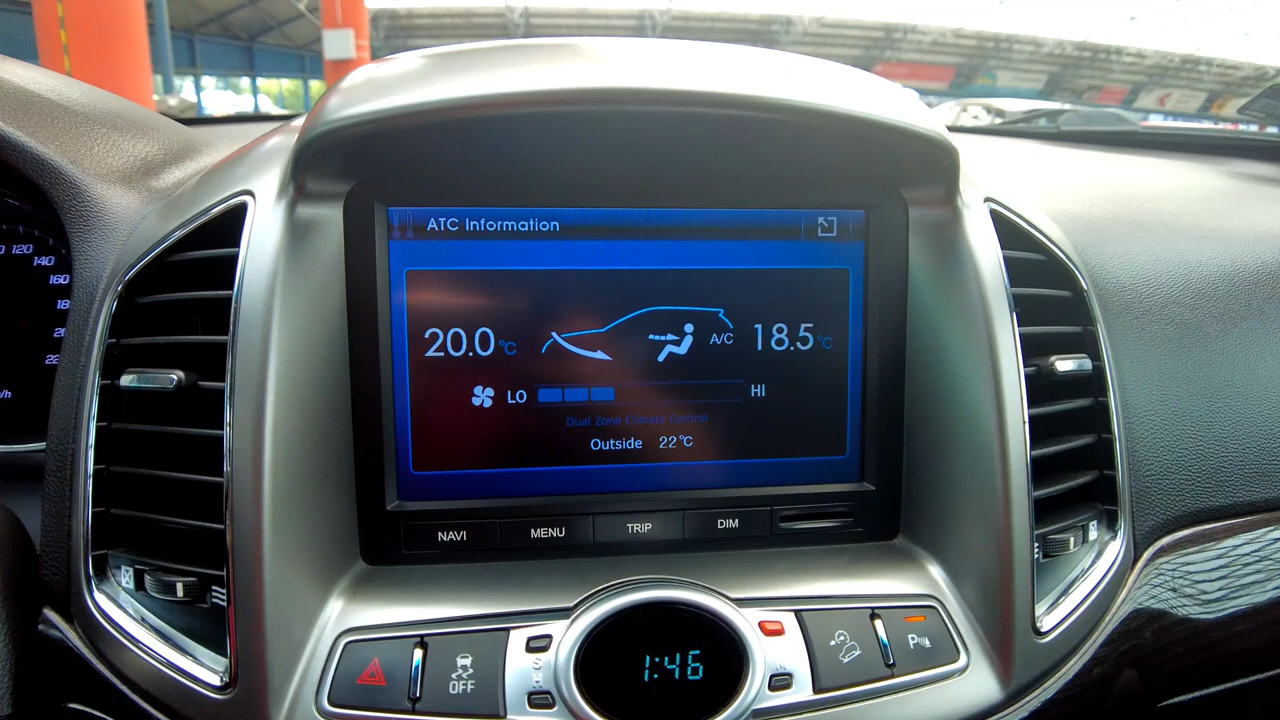 ATC Information
20.0°C
A/C
18.5°C
LO
HI
Dual Zone Climate Control
Outside 22°C
NAVI
MENU
TRIP
DIM
120
140
160
OFF
1:46
P
S
H